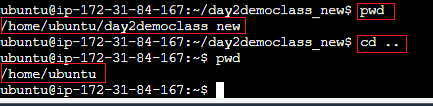 ubuntu@ip-172-31-84-167:~/day2democlass_new$ pwd
/home/ubuntu/day2democlass_new
ubuntu@ip-172-31-84-167:~/day2democlass_new$ cd ..
ubuntu@ip-172-31-84-167:~$ pwd
/home/ubuntu
ubuntu@ip-172-31-84-167:~$